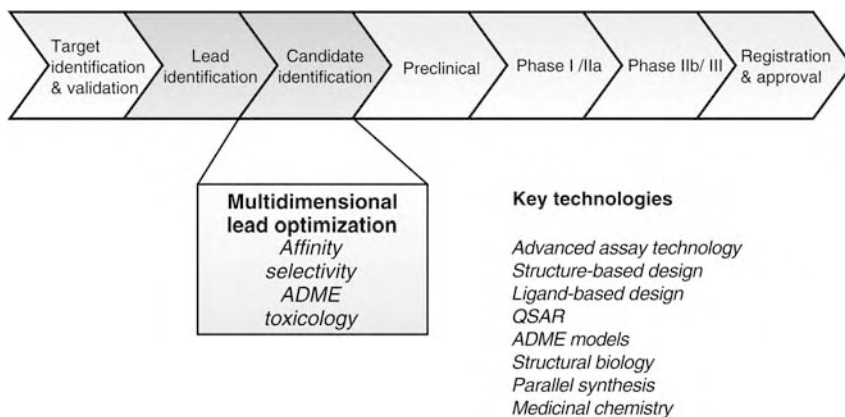 Target
identification
& validation
Lead
identification
Candidate
identification
Preclinical
Phase I /IIa
Phase IIb/ III
Registration
& approval
Multidimensional
lead optimization
Affinity
selectivity
ADME
toxicology
Key technologies
Advanced assay technology
Structure-based design
Ligand-based design
QSAR
ADME models
Structural biology
Parallel synthesis
Medicinal chemistry